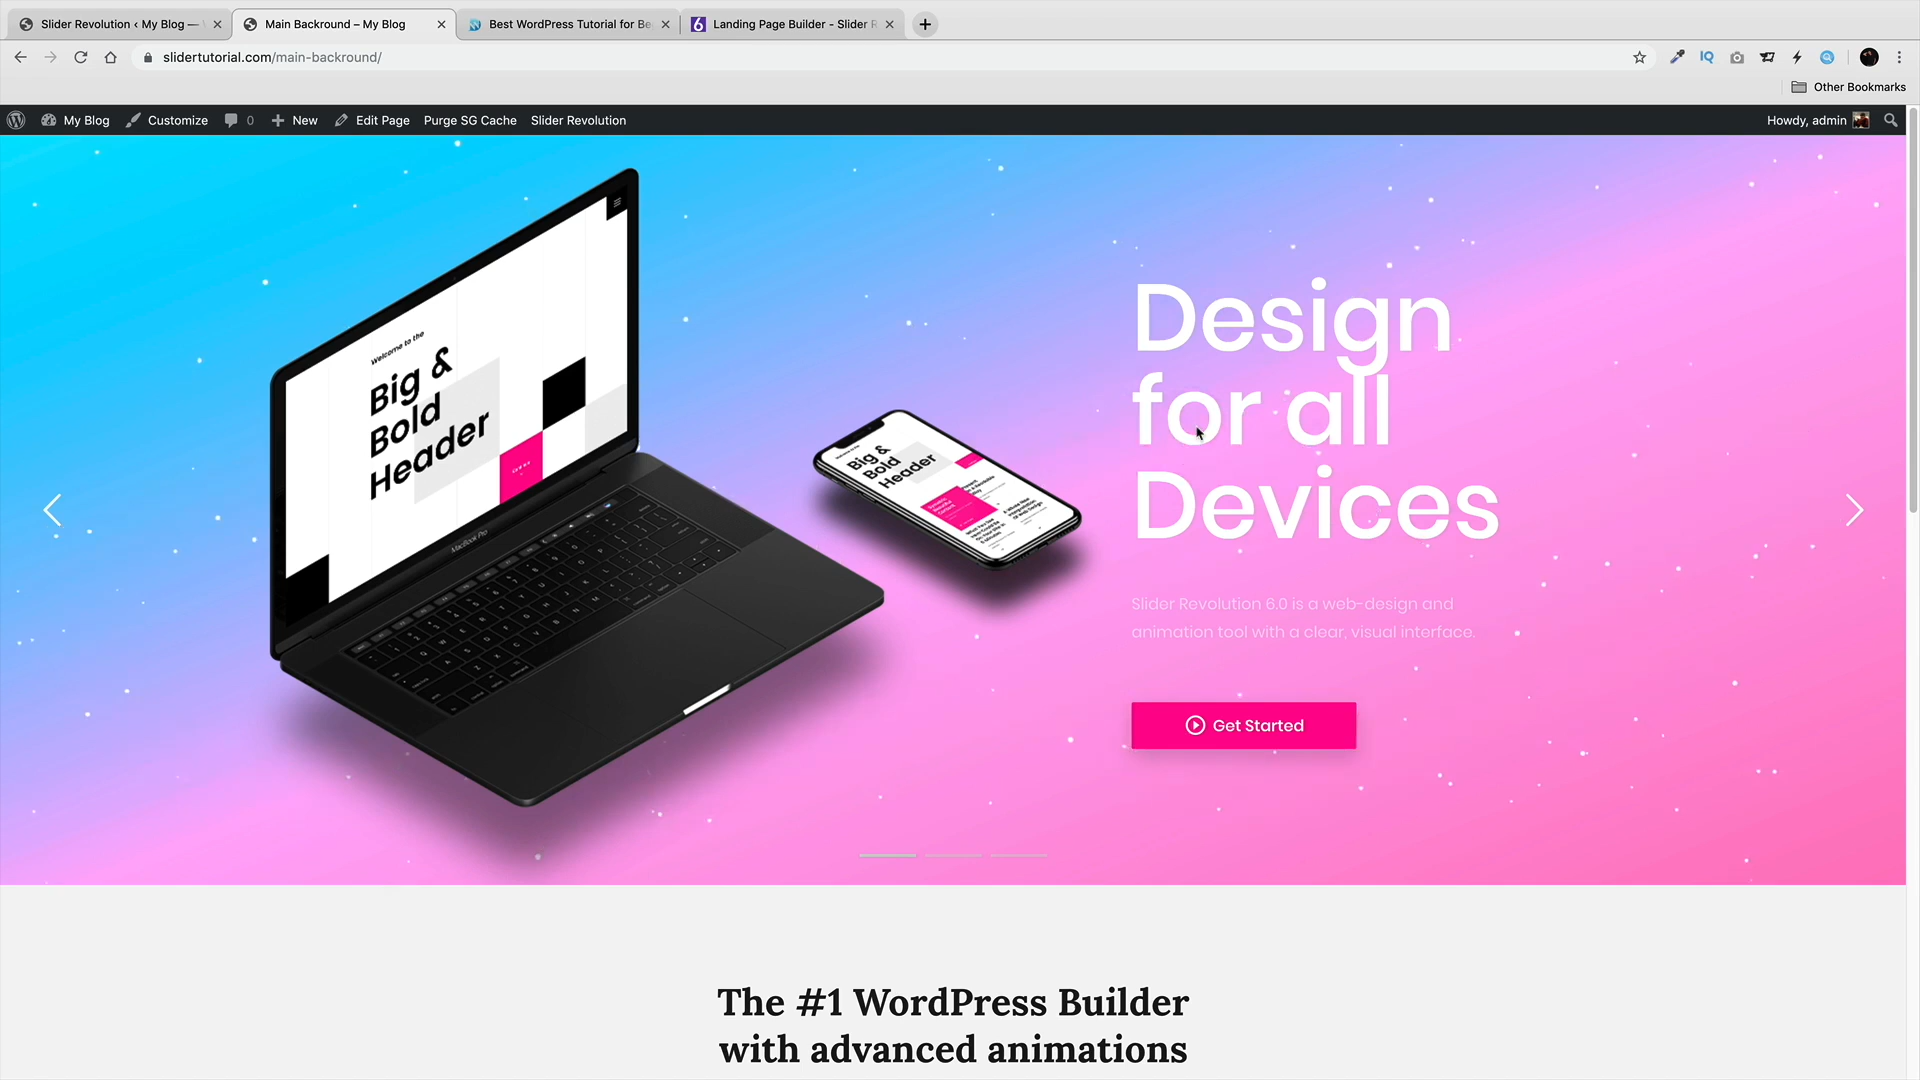 Slider Revolution ‹ My Blog —
Main Backround – My Blog
Best WordPress Tutorial for Be
Landing Page Builder - Slider R
slidertutorial.com/main-backround/
IQ
Other Bookmarks
My Blog
Customize
0
New
Edit Page
Purge SG Cache
Slider Revolution
Howdy, admin
Welcome to the
Big &
Bold
Header
MacBook Pro
Big &
Bold
Header
Design
for all
Devices
Slider Revolution 6.0 is a web-design and
animation tool with a clear, visual interface.
Get Started
The #1 WordPress Builder
with advanced animations